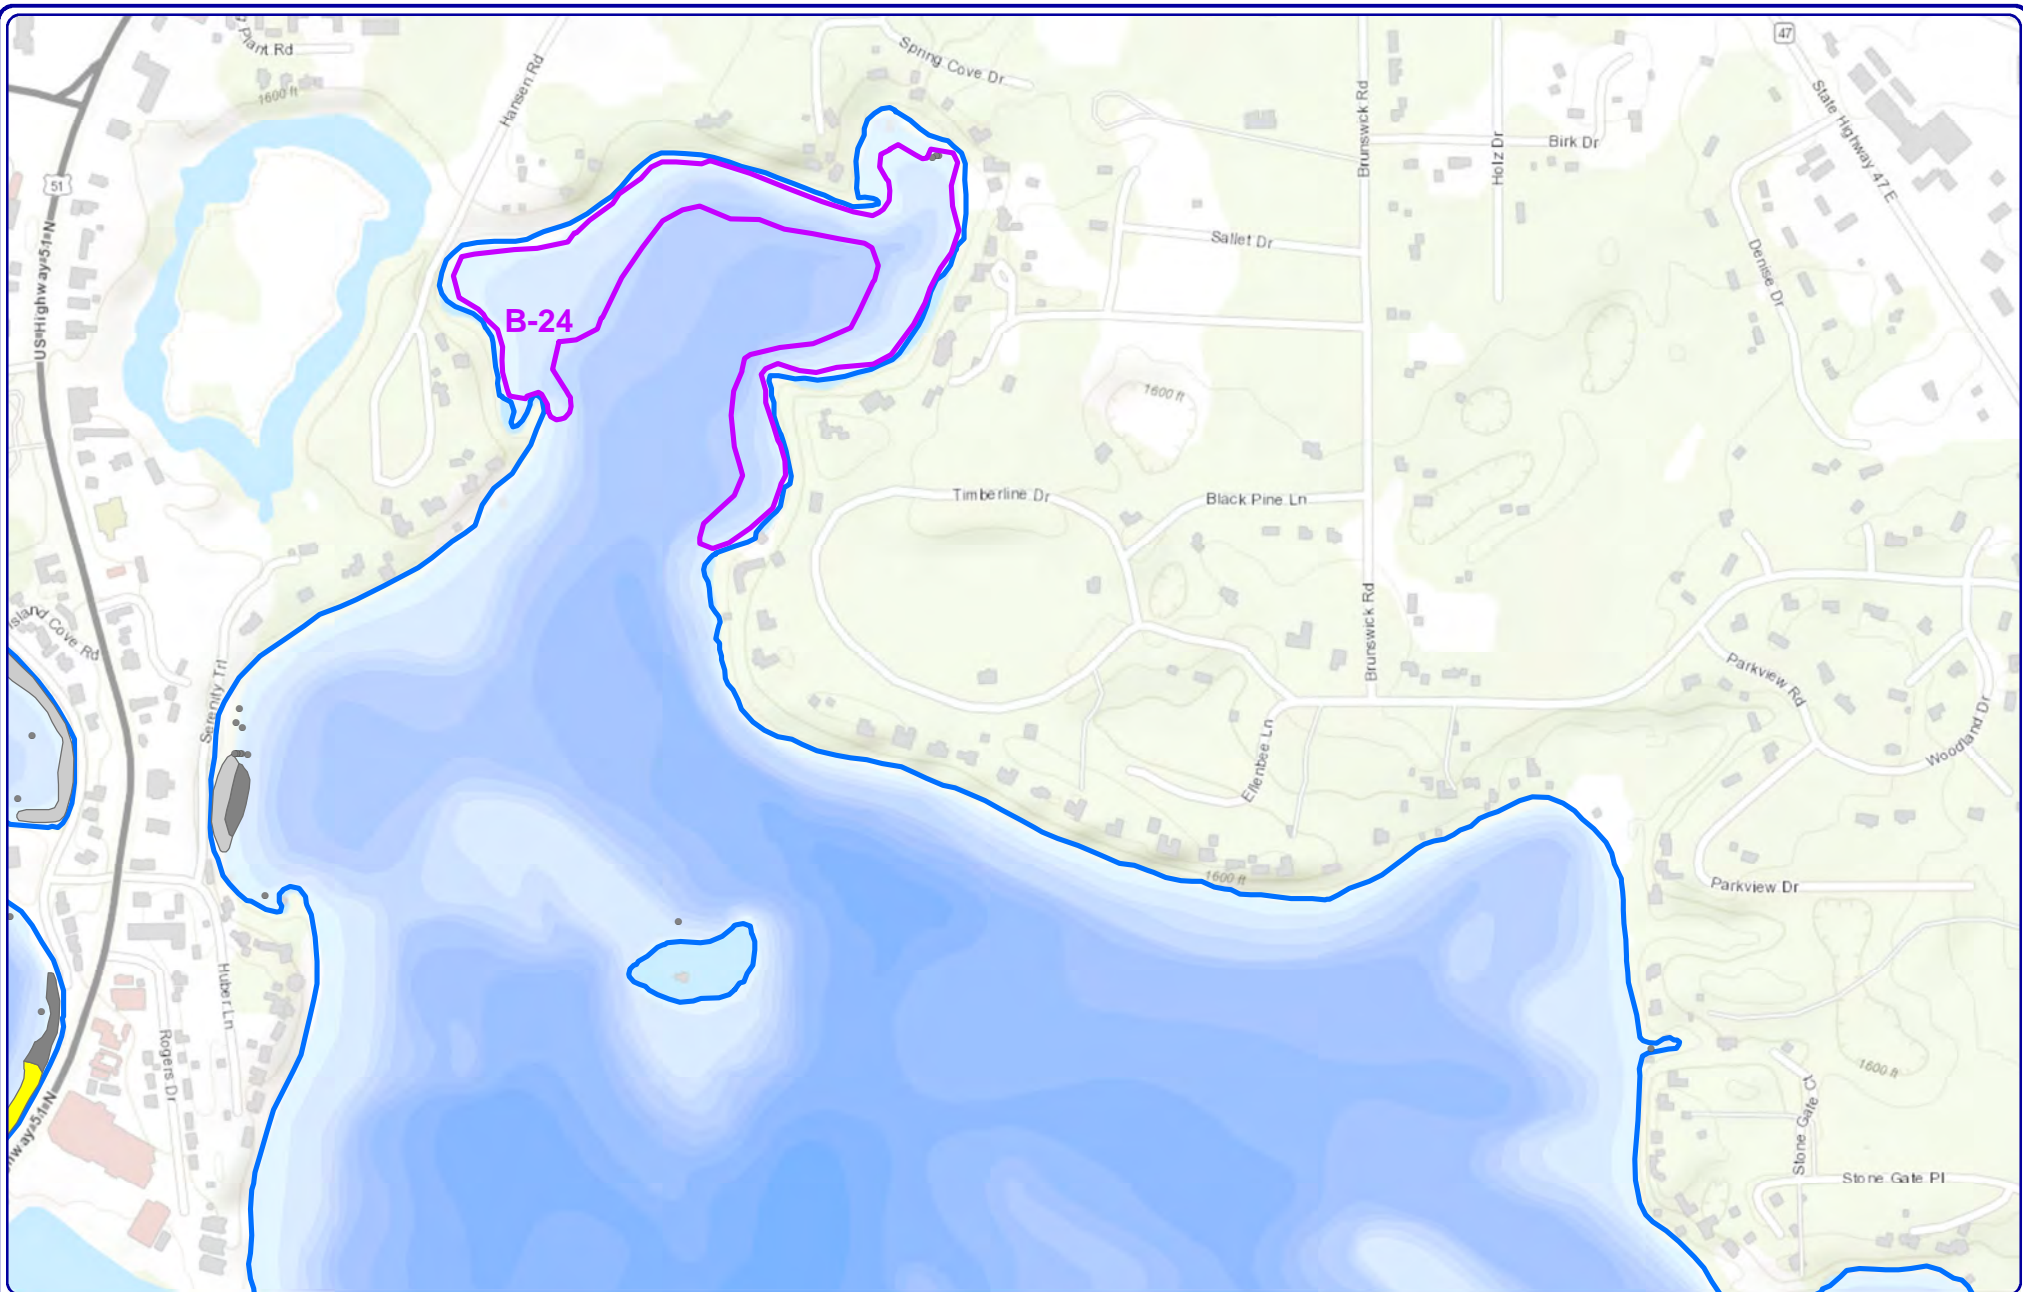 Plant Rd
1600 ft
Hansen Rd
Spring Cove Dr
47
State Highway 47 E
Brunswick Rd
Holz Dr
Birk Dr
51
US Highway 51 N
Sallet Dr
Denise Dr
B-24
1600 ft
Timberline Dr
Black Pine Ln
Brunswick Rd
Island Cove Rd
Serenity Trl
Parkview Rd
Woodland Dr
Ellenbee Ln
1600 ft
Parkview Dr
Huber Ln
Rogers Dr
1600 ft
Stone Gate Ct
hway 51 N
Stone Gate Pl